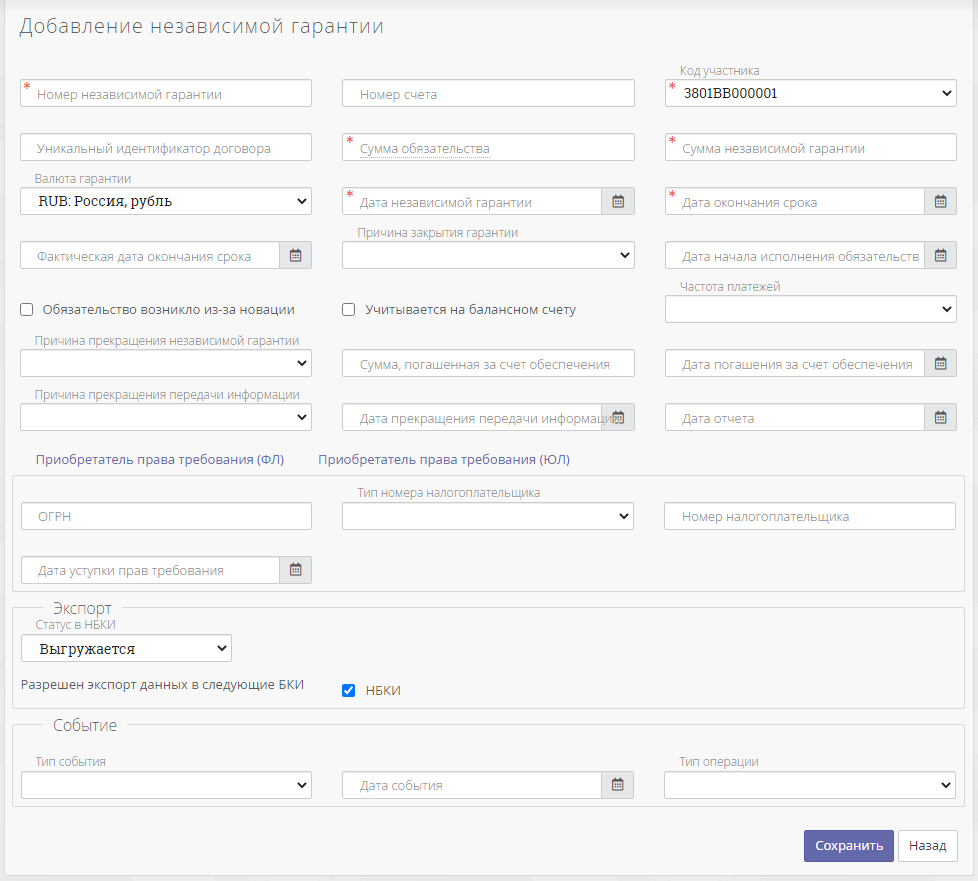 Добавление независимой гарантии
Код участника
* Номер независимой гарантии
Номер счета
* 3801BB000001
Уникальный идентификатор договора
* Сумма обязательства
* Сумма независимой гарантии
Валюта гарантии
RUB: Россия, рубль
* Дата независимой гарантии
* Дата окончания срока
Причина закрытия гарантии
Фактическая дата окончания срока
Дата начала исполнения обязательств
Частота платежей
Обязательство возникло из-за новации
Учитывается на балансном счету
Причина прекращения независимой гарантии
Сумма, погашенная за счет обеспечения
Дата погашения за счет обеспечения
Причина прекращения передачи информации
Дата прекращения передачи информации
Дата отчета
Приобретатель права требования (ФЛ)
Приобретатель права требования (ЮЛ)
Тип номера налогоплательщика
ОГРН
Номер налогоплательщика
Дата уступки прав требования
Экспорт
Статус в НБКИ
Выгружается
Разрешен экспорт данных в следующие БКИ
НБКИ
Событие
Тип события
Тип операции
Дата события
Сохранить
Назад